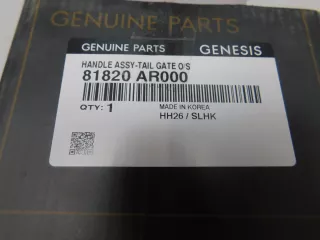 GENUINE PARTS
GENUINE PARTS GENESIS
HANDLE ASSY-TAIL GATE O/S
81820 AR000
QTY: 1 MADE IN KOREA
HH26 / SLHK